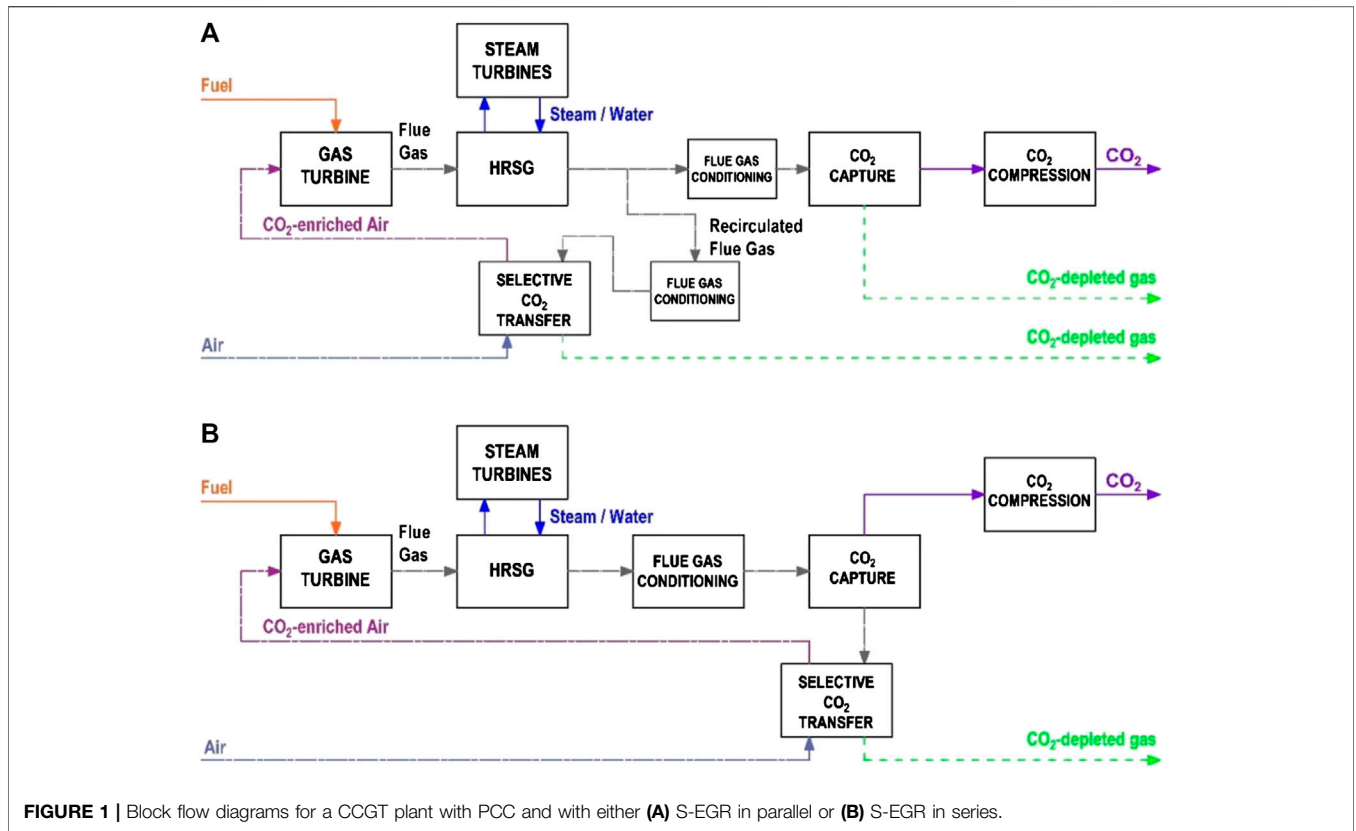 A
STEAM
TURBINES
Fuel
Steam / Water
Flue
Gas
GAS
TURBINE
HRSG
FLUE GAS
CONDITIONING
CO₂
CAPTURE
CO₂
COMPRESSION
CO₂
CO₂-enriched Air
Recirculated
Flue Gas
SELECTIVE
CO₂
TRANSFER
FLUE GAS
CONDITIONING
CO₂-depleted gas
Air
CO₂-depleted gas
B
STEAM
TURBINES
CO₂
COMPRESSION
CO₂
Fuel
Steam / Water
Flue
Gas
GAS
TURBINE
HRSG
FLUE GAS
CONDITIONING
CO₂
CAPTURE
CO₂-enriched Air
SELECTIVE
CO₂
TRANSFER
Air
CO₂-depleted gas
FIGURE 1 | Block flow diagrams for a CCGT plant with PCC and with either (A) S-EGR in parallel or (B) S-EGR in series.